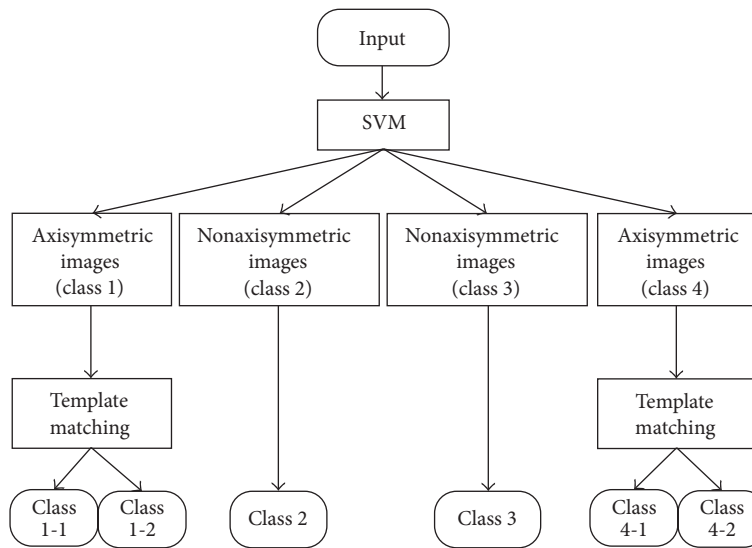 Input
SVM
Axisymmetric
images
(class 1)
Nonaxisymmetric
images
(class 2)
Nonaxisymmetric
images
(class 3)
Axisymmetric
images
(class 4)
Template
matching
Template
matching
Class
1-1
Class
1-2
Class 2
Class 3
Class
4-1
Class
4-2